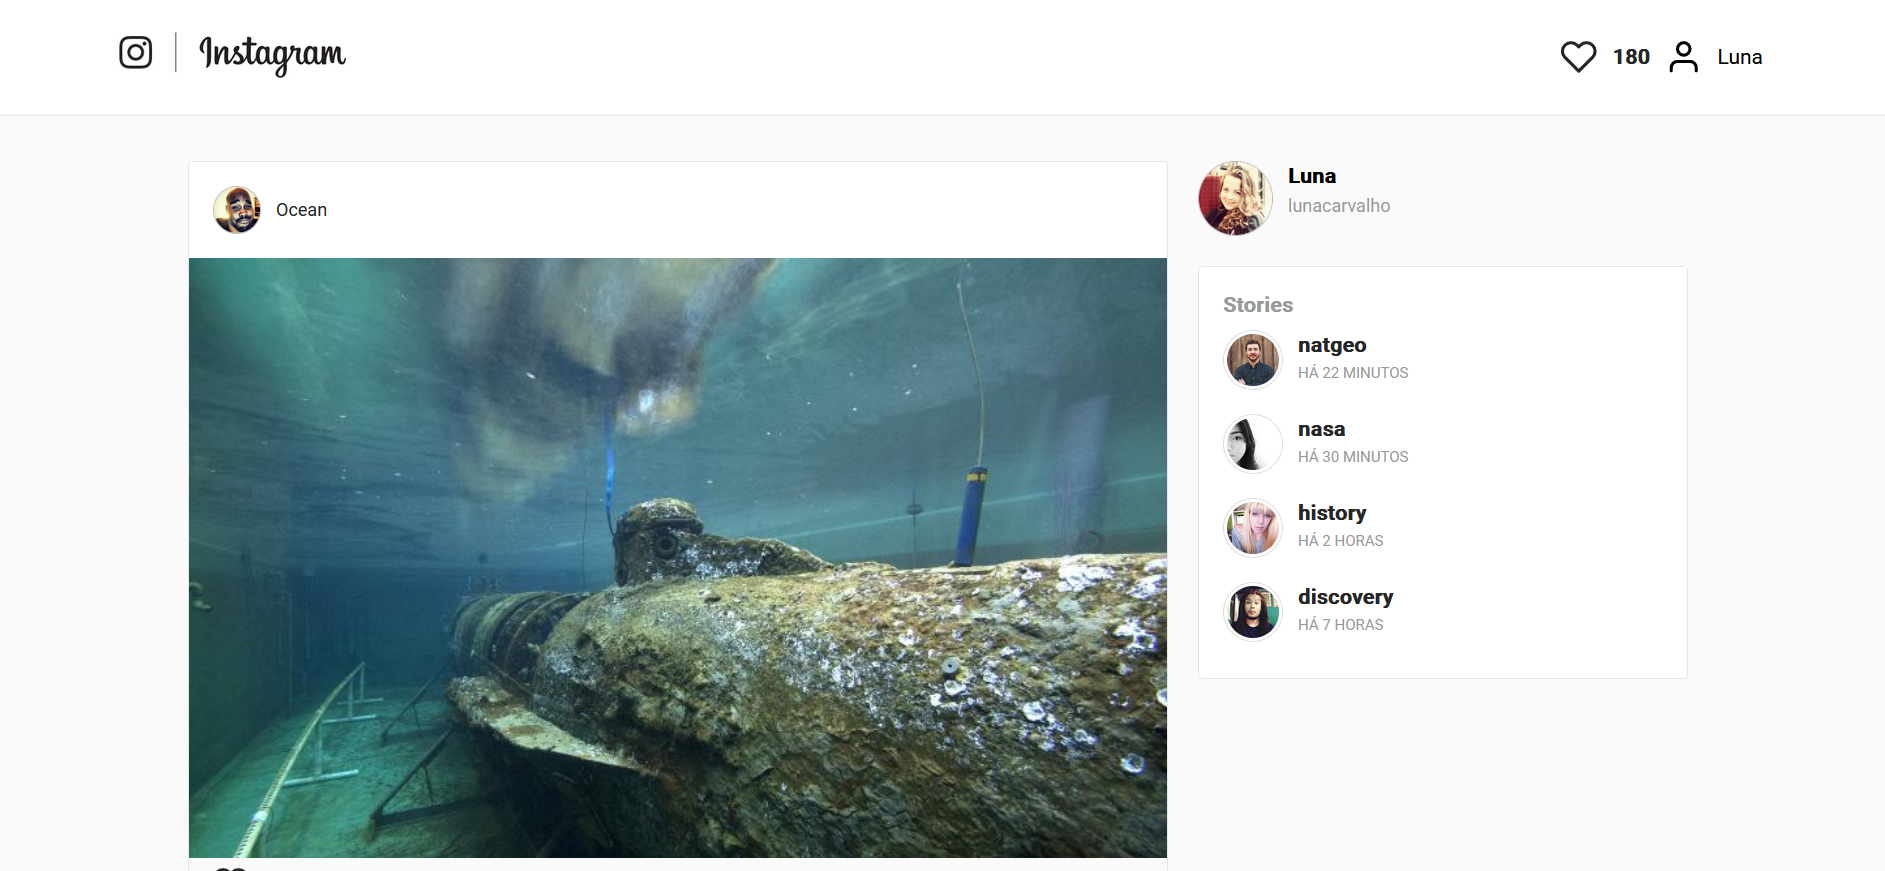 Instagram
180
Luna
Ocean
Luna
lunacarvalho
Stories
natgeo
HÁ 22 MINUTOS
nasa
HÁ 30 MINUTOS
history
HÁ 2 HORAS
discovery
HÁ 7 HORAS